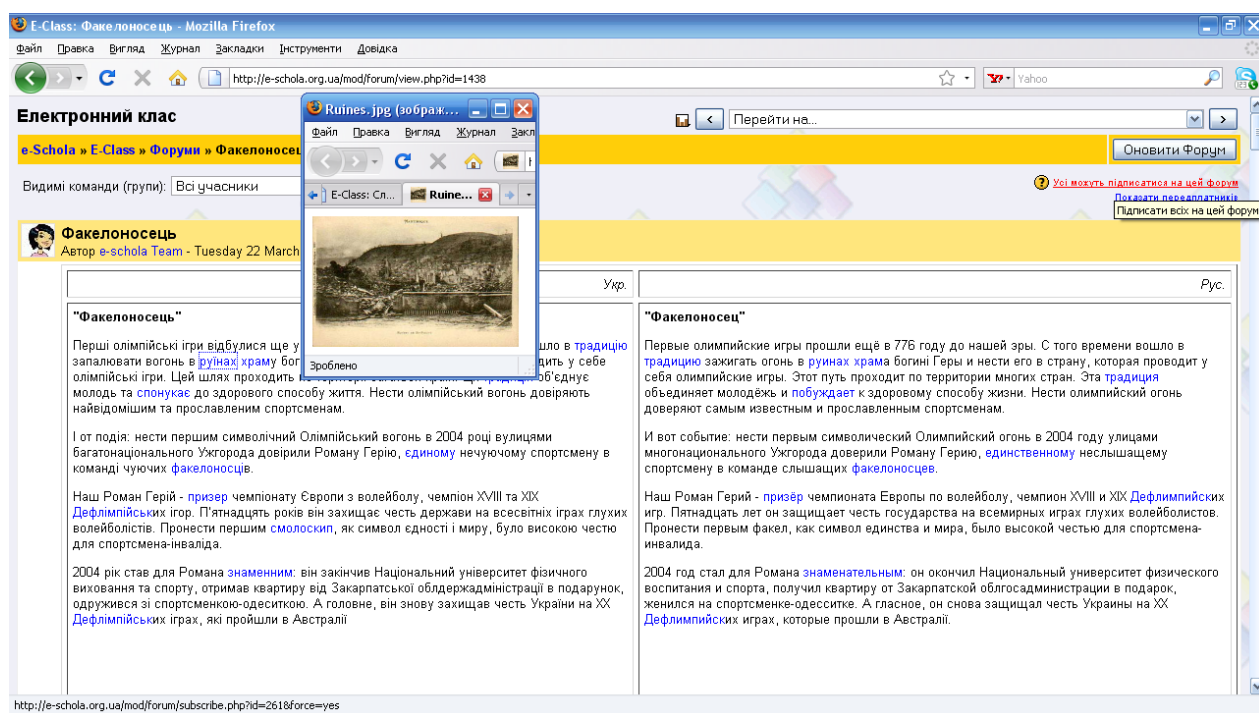 E-Class: Факелоносець - Mozilla Firefox
Файл Правка Вигляд Журнал Закладки Інструменти Довідка
http://e-schola.org.ua/mod/forum/view.php?id=1438
Yahoo
Електронний клас
Перейти на...
e-Schola » E-Class » Форуми » Факелоносец
Оновити Форум
Видимі команди (групи): Всі учасники
Усі можуть підписатися на цей форум
Показати передплатників
Підписати всіх на цей форум
Факелоносець
Автор e-schola Team - Tuesday 22 March
Ruines.jpg (зображ...
Файл Правка Вигляд Журнал Закл
E-Class: Сл... Ruine...
Зроблено
Укр.
"Факелоносець"
Перші олімпійські ігри відбулися ще у шло в традицію
запалювати вогонь в руїнах храму бог дить у себе
олімпійські ігри. Цей шлях проходить об'єднує
молодь та спонукає до здорового способу життя. Нести олімпійський вогонь довіряють
найвідомішим та прославленим спортсменам.
І от подія: нести першим символічний Олімпійський вогонь в 2004 році вулицями
багатонаціонального Ужгорода довірили Роману Герію, єдиному нечуючому спортсмену в
команді чуючих факелоносців.
Наш Роман Герій - призер чемпіонату Європи з волейболу, чемпіон XVIII та XIX
Дефлімпійських ігор. П'ятнадцять років він захищає честь держави на всесвітніх іграх глухих
волейболістів. Пронести першим смолоскип, як символ єдності і миру, було високою честю
для спортсмена-інваліда.
2004 рік став для Романа знаменним: він закінчив Національний університет фізичного
виховання та спорту, отримав квартиру від Закарпатської облдержадміністрації в подарунок,
одружився зі спортсменкою-одеситкою. А головне, він знову захищав честь України на XX
Дефлімпійських іграх, які пройшли в Австралії
Рус.
"Факелоносец"
Первые олимпийские игры прошли ещё в 776 году до нашей эры. С того времени вошло в
традицию зажигать огонь в руинах храма богині Геры и нести его в страну, которая проводит у
себя олимпийские игры. Этот путь проходит по территории многих стран. Эта традиция
объединяет молодёжь и побуждает к здоровому способу жизни. Нести олимпийский огонь
доверяют самым известным и прославленным спортсменам.
И вот событие: нести первым символический Олимпийский огонь в 2004 году улицами
многонационального Ужгорода доверили Роману Герию, единственному неслышащему
спортсмену в команде слышащих факелоносцев.
Наш Роман Герий - призёр чемпионата Европы по волейболу, чемпион XVIII и XIX Дефлимпийских
игр. Пятнадцать лет он защищает честь государства на всемирных играх глухих волейболистов.
Пронести первым факел, как символ единства и мира, было высокой честью для спортсмена-
инвалида.
2004 год стал для Романа знаменательным: он окончил Национальный университет физического
воспитания и спорта, получил квартиру от Закарпатской облгосадминистрации в подарок,
женился на спортсменке-одесситке. А гласное, он снова защищал честь Украины на XX
Дефлимпийских играх, которые прошли в Австралії.
http://e-schola.org.ua/mod/forum/subscribe.php?id=261&force=yes